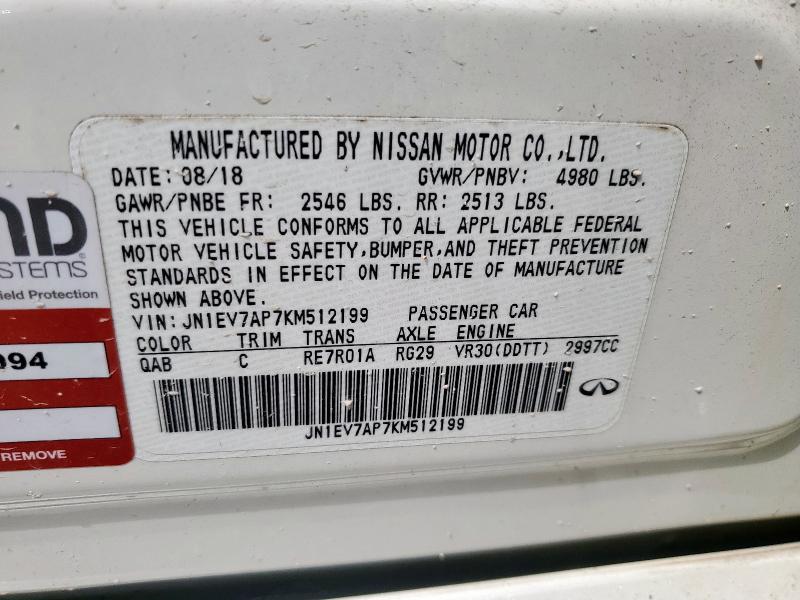 MANUFACTURED BY NISSAN MOTOR CO.,LTD.
DATE: 08/18 GVWR/PNBV: 4980 LBS.
GAWR/PNBE FR: 2546 LBS. RR: 2513 LBS.
THIS VEHICLE CONFORMS TO ALL APPLICABLE FEDERAL
MOTOR VEHICLE SAFETY,BUMPER,AND THEFT PREVENTION
STANDARDS IN EFFECT ON THE DATE OF MANUFACTURE
SHOWN ABOVE.
VIN: JN1EV7AP7KM512199 PASSENGER CAR
COLOR TRIM TRANS AXLE ENGINE
QAB C RE7R01A RG29 VR30(DDTT) 2997CC
JN1EV7AP7KM512199
ND
STEMS®
ield Protection
094
REMOVE